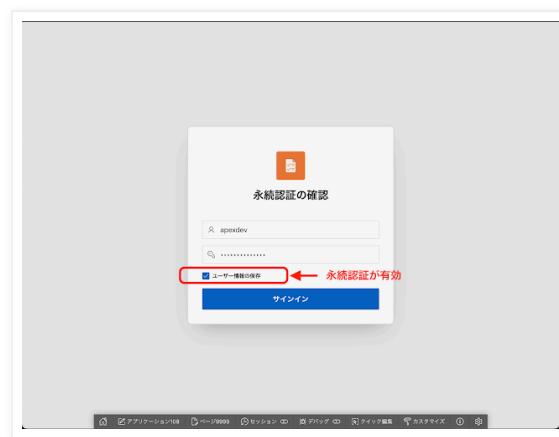 永続認証の確認
apexdev
••••••••••••••
ユーザー情報の保存
永続認証が有効
サインイン
アプリケーション108 ページ9999 セッション デバッグ クイック編集 カスタマイズ